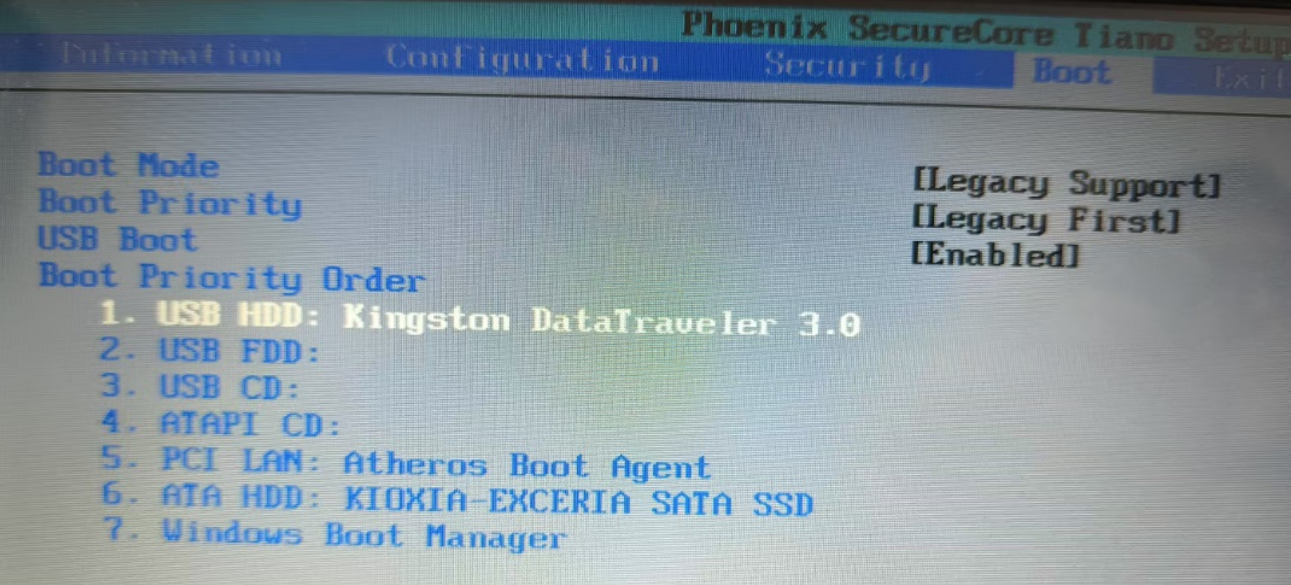 Phoenix SecureCore Tiano Setup
Information Configuration Security Boot Exit
Boot Mode [Legacy Support]
Boot Priority [Legacy First]
USB Boot [Enabled]
Boot Priority Order
1. USB HDD: Kingston DataTraveler 3.0
2. USB FDD:
3. USB CD:
4. ATAPI CD:
5. PCI LAN: Atheros Boot Agent
6. ATA HDD: KIOXIA-EXCERIA SATA SSD
7. Windows Boot Manager